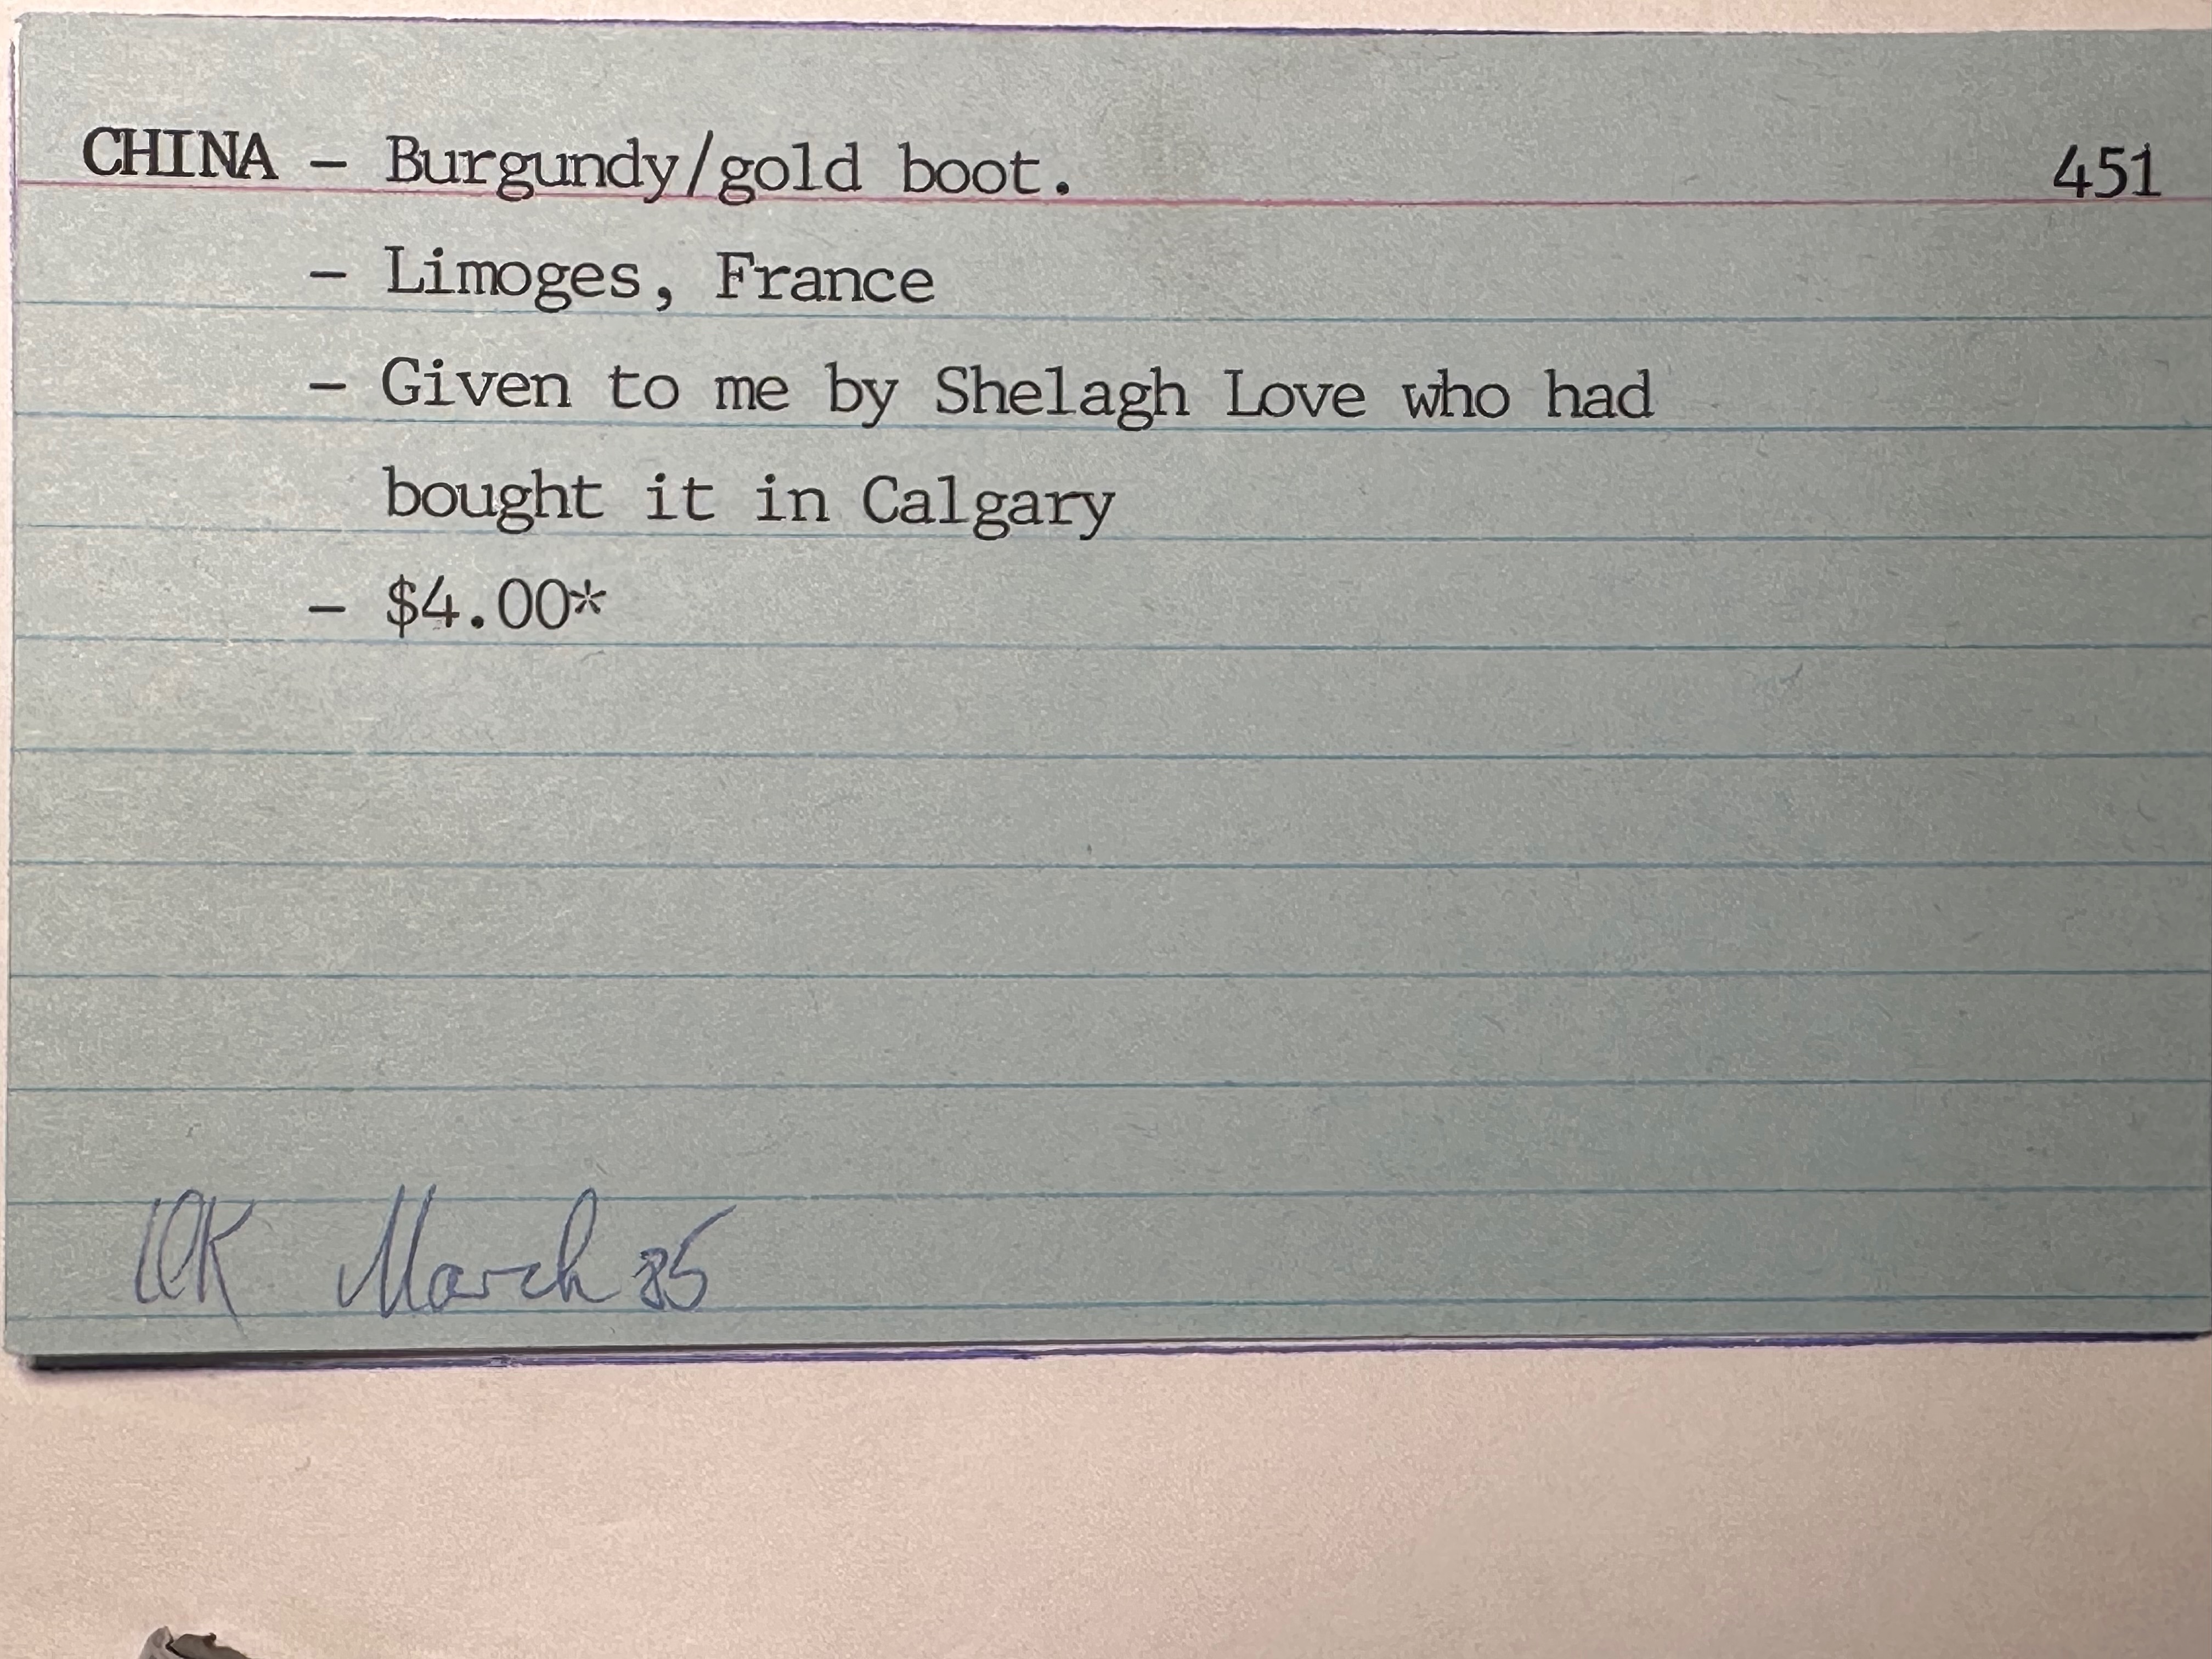 CHINA – Burgundy/gold boot. 451
– Limoges, France
– Given to me by Shelagh Love who had
bought it in Calgary
– $4.00*
OK March 85